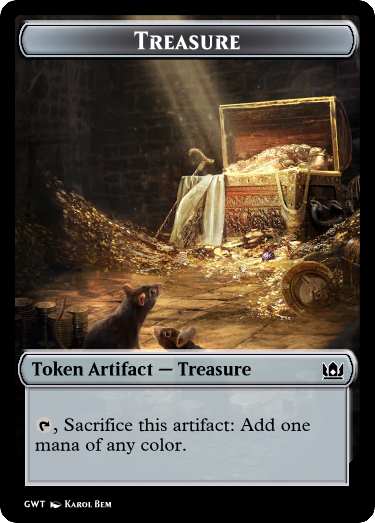 Treasure
Token Artifact — Treasure
, Sacrifice this artifact: Add one
mana of any color.
GWT Karol Bem